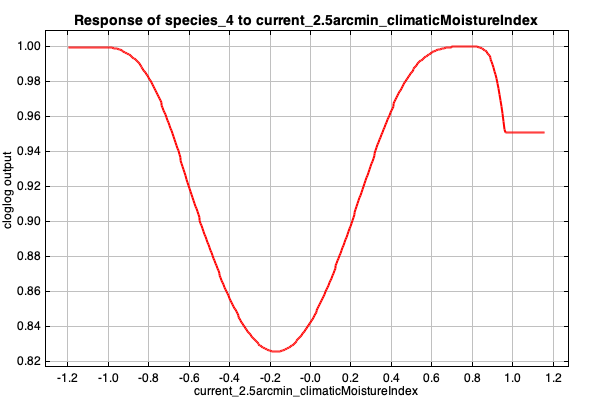 Response of species_4 to current_2.5arcmin_climaticMoistureIndex
1.00
0.98
0.96
0.94
0.92
0.90
0.88
0.86
0.84
0.82
cloglog output
-1.2 -1.0 -0.8 -0.6 -0.4 -0.2 -0.0 0.2 0.4 0.6 0.8 1.0 1.2
current_2.5arcmin_climaticMoistureIndex